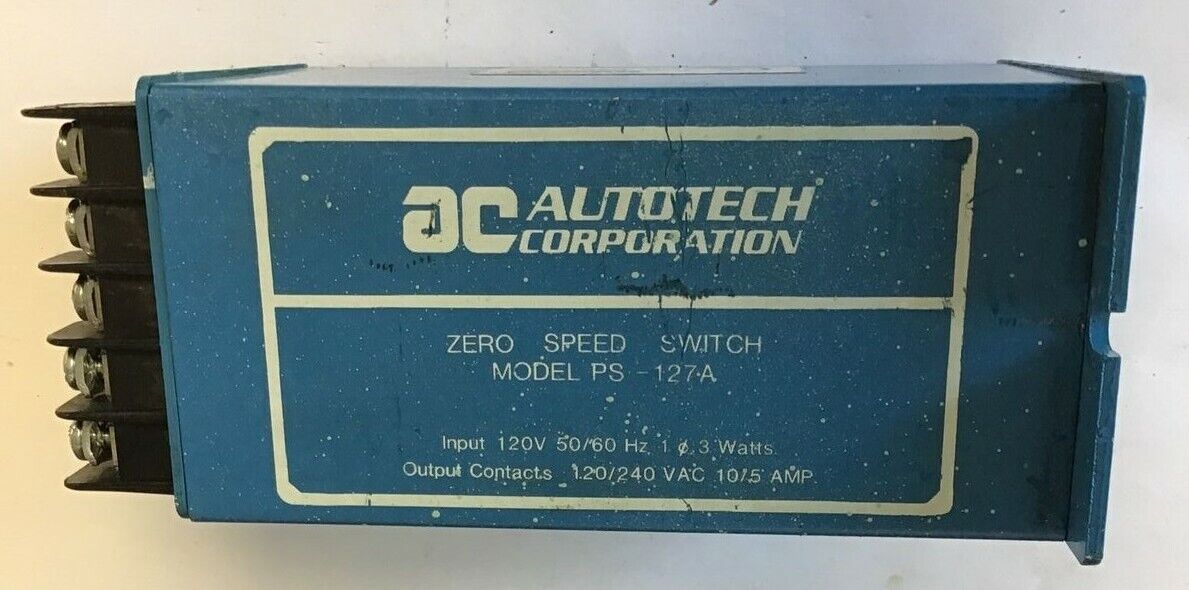 ac AUTOTECH
CORPORATION
ZERO SPEED SWITCH
MODEL PS-127A
Input 120V 50/60 Hz 1 ø 3 Watts
Output Contacts 120/240 VAC 10/5 AMP